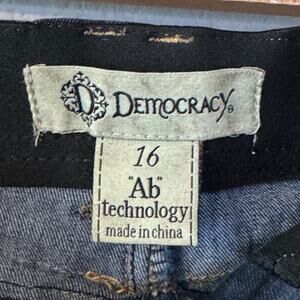 D DEMOCRACY®
16
"Ab"
technology
made in china